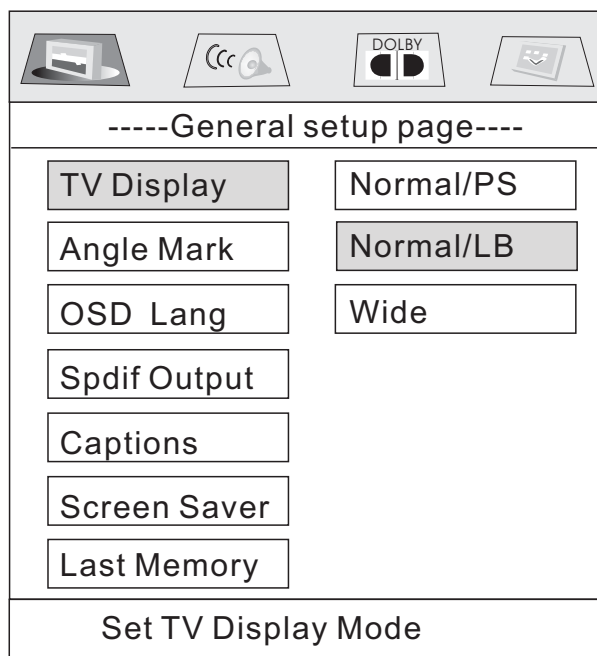 DOLBY
-----General setup page----
TV Display
Normal/PS
Angle Mark
Normal/LB
OSD Lang
Wide
Spdif Output
Captions
Screen Saver
Last Memory
Set TV Display Mode